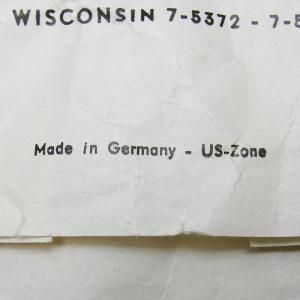 WISCONSIN 7-5372 - 7-5
Made in Germany - US-Zone